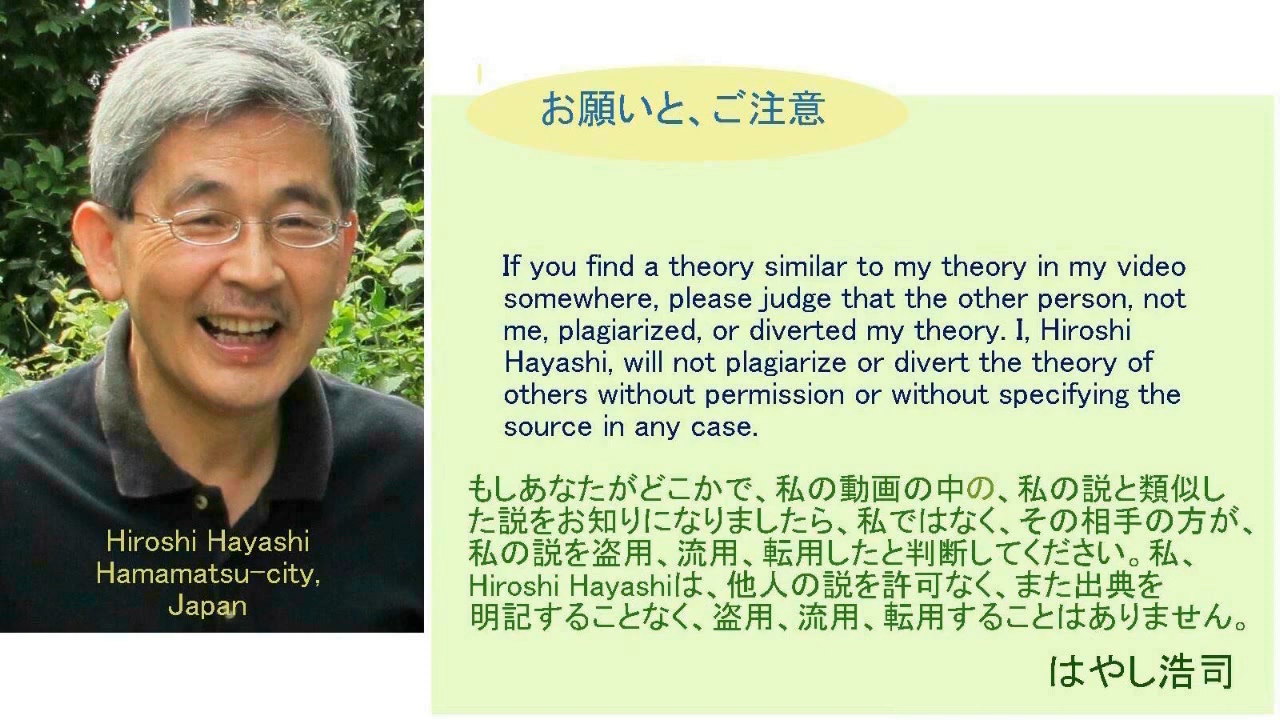 お願いと、ご注意
If you find a theory similar to my theory in my video
somewhere, please judge that the other person, not
me, plagiarized, or diverted my theory. I, Hiroshi
Hayashi, will not plagiarize or divert the theory of
others without permission or without specifying the
source in any case.
もしあなたがどこかで、私の動画の中の、私の説と類似し
た説をお知りになりましたら、私ではなく、その相手の方が、
私の説を盗用、流用、転用したと判断してください。私、
Hiroshi Hayashiは、他人の説を許可なく、また出典を
明記することなく、盗用、流用、転用することはありません。
はやし浩司
Hiroshi Hayashi
Hamamatsu-city,
Japan